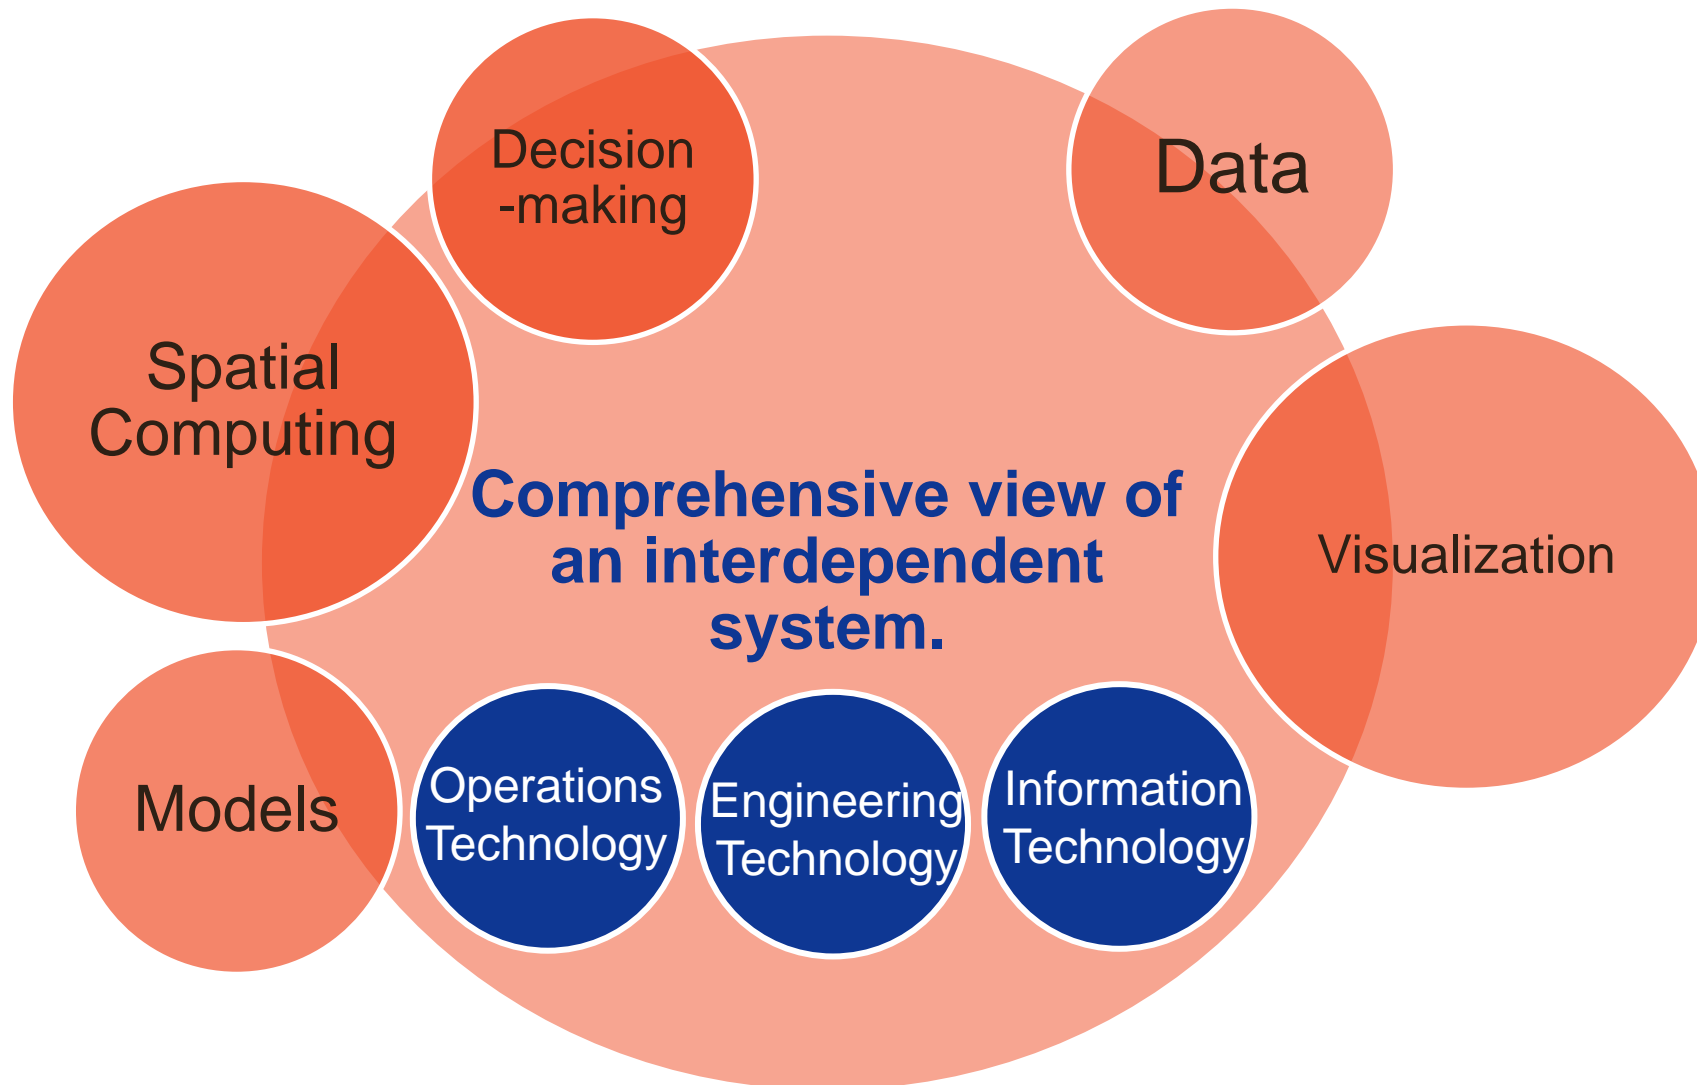 Decision
-making
Data
Spatial
Computing
Comprehensive view of
an interdependent
system.
Visualization
Models
Operations
Technology
Engineering
Technology
Information
Technology